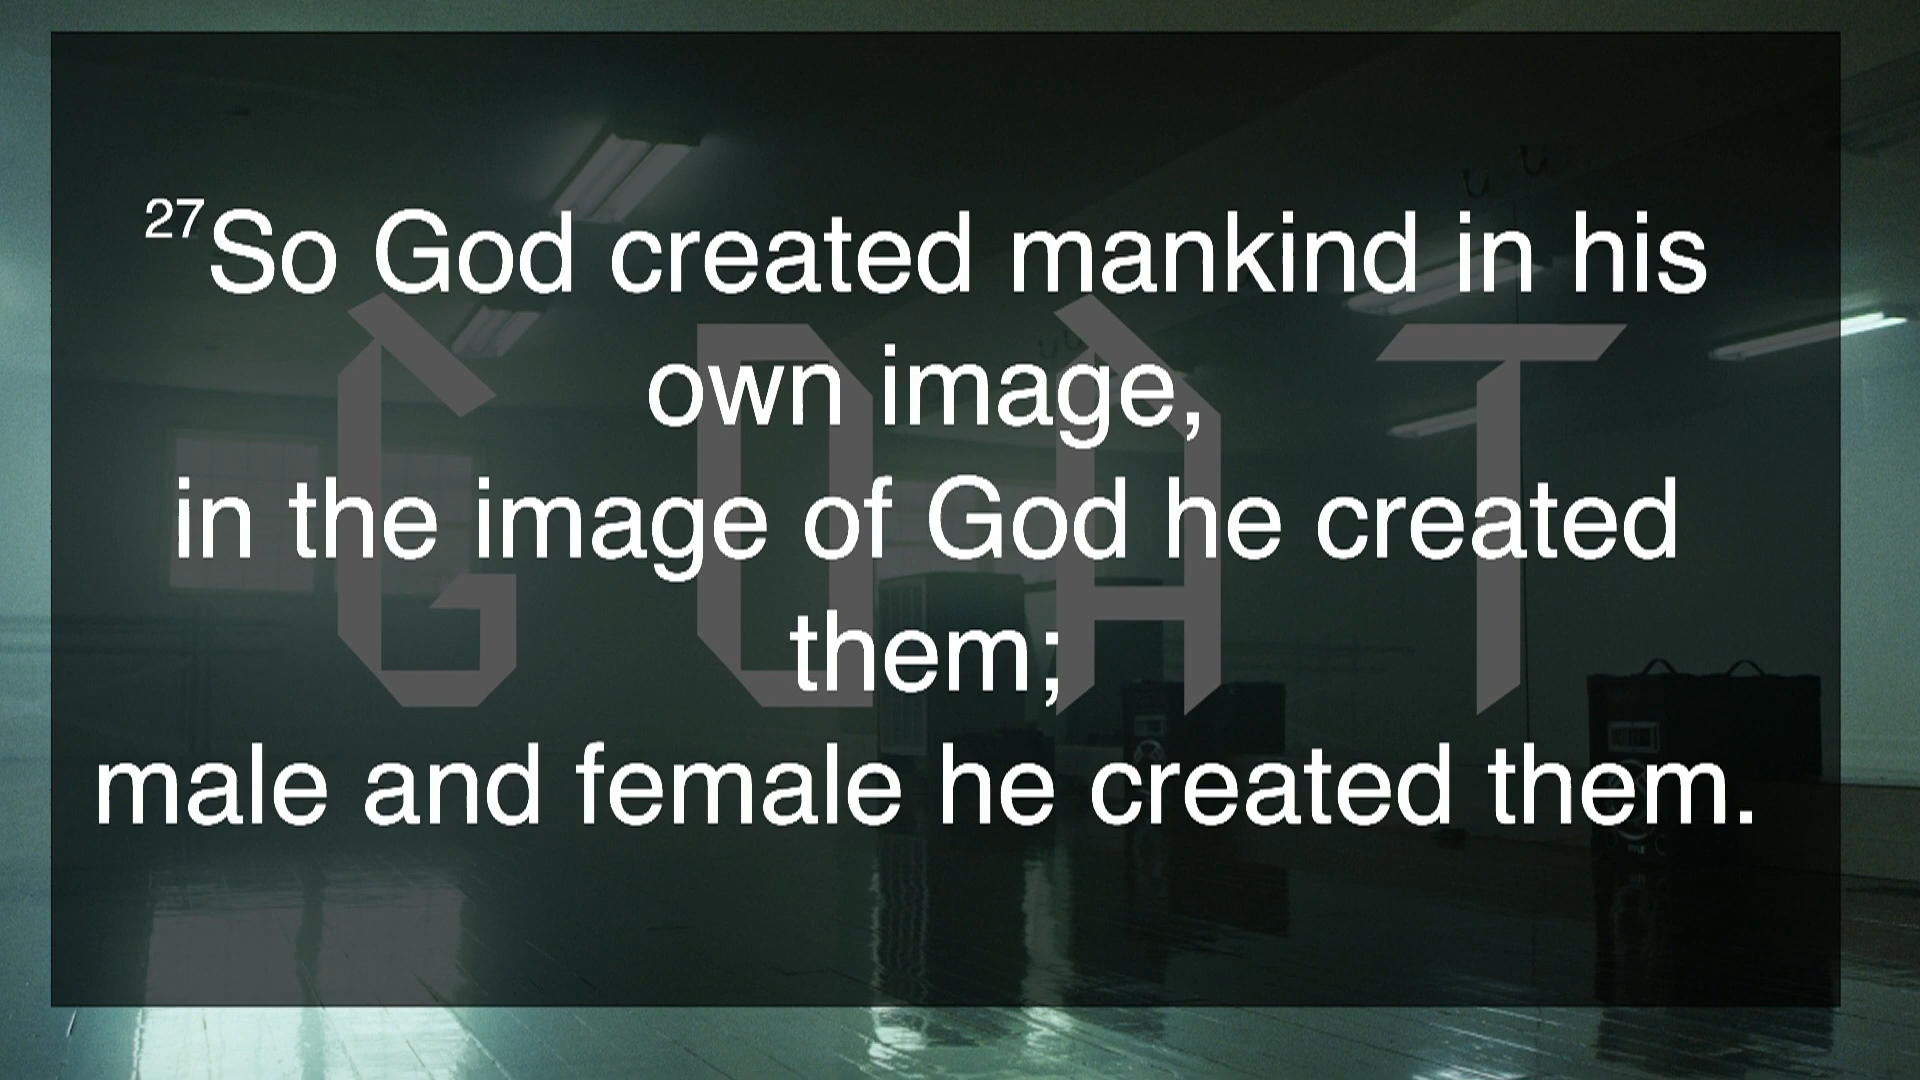 27So God created mankind in his
own image,
in the image of God he created
them;
male and female he created them.
GOAT